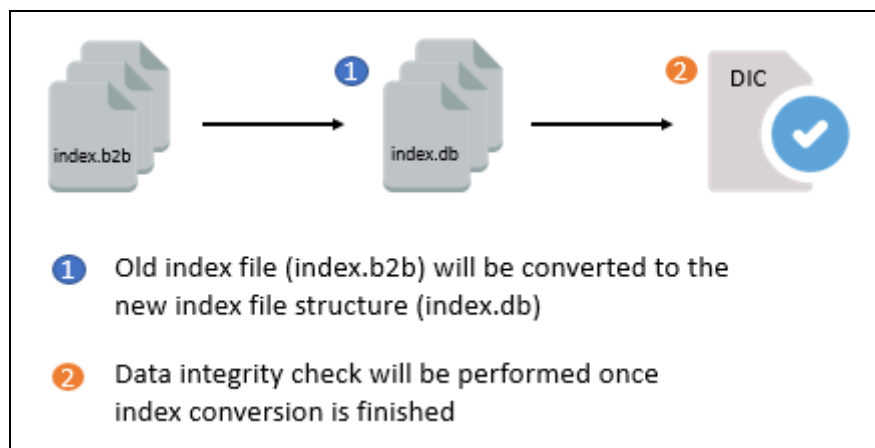 1
2
DIC
index.b2b
index.db
1 Old index file (index.b2b) will be converted to the
new index file structure (index.db)
2 Data integrity check will be performed once
index conversion is finished